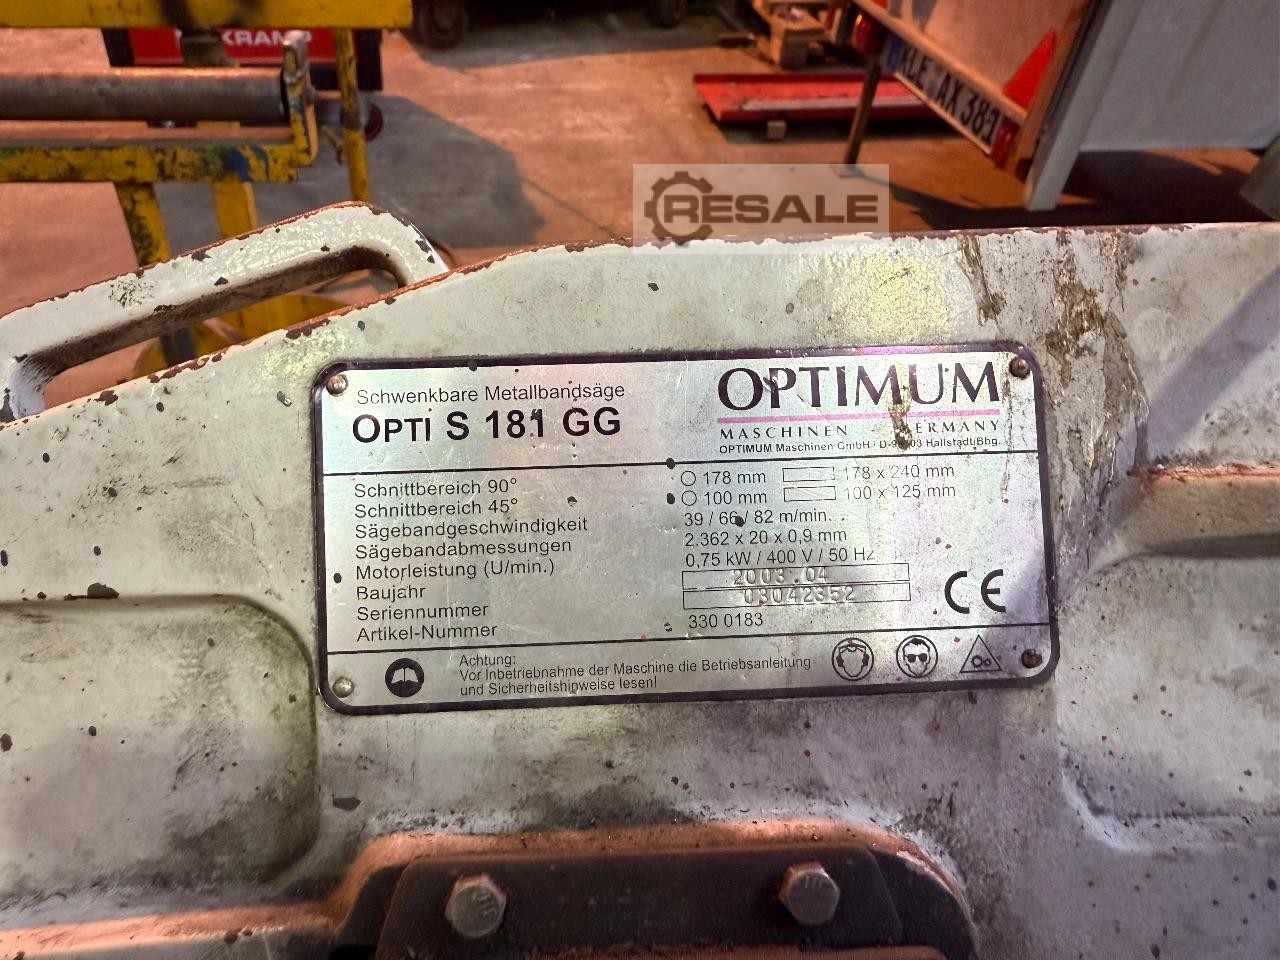 KRAMP
KLE AX 389
RESALE
Schwenkbare Metallbandsäge
OPTi S 181 GG
OPTIMUM
MASCHINEN - GERMANY
OPTIMUM Maschinen GmbH · D-96103 Hallstadt/Bbg.
Schnittbereich 90° 178 mm 178 x 240 mm
Schnittbereich 45° 100 mm 100 x 125 mm
Sägebandgeschwindigkeit 39 / 66 / 82 m/min.
Sägebandabmessungen 2.362 x 20 x 0,9 mm
Motorleistung (U/min.) 0,75 kW / 400 V / 50 Hz
Baujahr 2003.04
Seriennummer 03042352
Artikel-Nummer 330 0183
CE
Achtung:
Vor Inbetriebnahme der Maschine die Betriebsanleitung
und Sicherheitshinweise lesen!